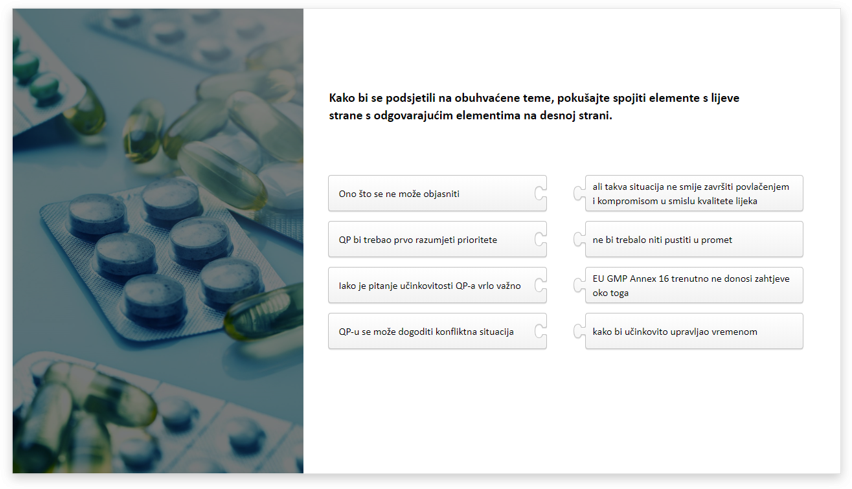 Kako bi se podsjetili na obuhvaćene teme, pokušajte spojiti elemente s lijeve
strane s odgovarajućim elementima na desnoj strani.
Ono što se ne može objasniti
ali takva situacija ne smije završiti povlačenjem
i kompromisom u smislu kvalitete lijeka
QP bi trebao prvo razumjeti prioritete
ne bi trebalo niti pustiti u promet
Iako je pitanje učinkovitosti QP-a vrlo važno
EU GMP Annex 16 trenutno ne donosi zahtjeve
oko toga
QP-u se može dogoditi konfliktna situacija
kako bi učinkovito upravljao vremenom